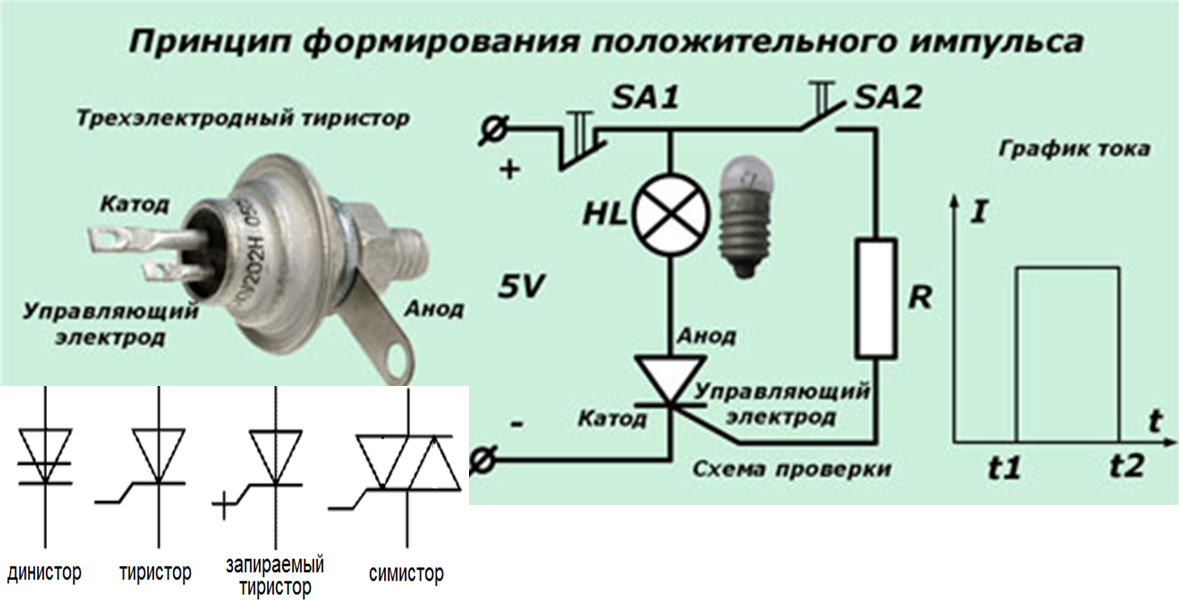 Принцип формирования положительного импульса
Трехэлектродный тиристор
Катод
Управляющий
электрод
Анод
SA1
SA2
+
HL
5V
R
Анод
Управляющий
электрод
Катод
-
Схема проверки
График тока
I
t
t1
t2
динистор
тиристор
запираемый
тиристор
симистор